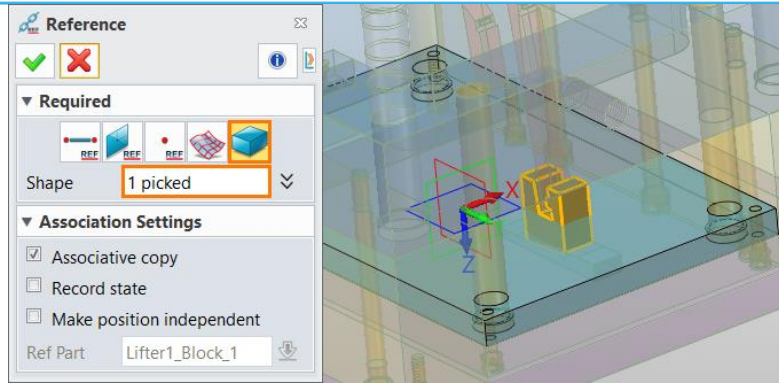 Reference
Required
REF REF REF
Shape 1 picked
Association Settings
Associative copy
Record state
Make position independent
Ref Part Lifter1_Block_1
X
Z